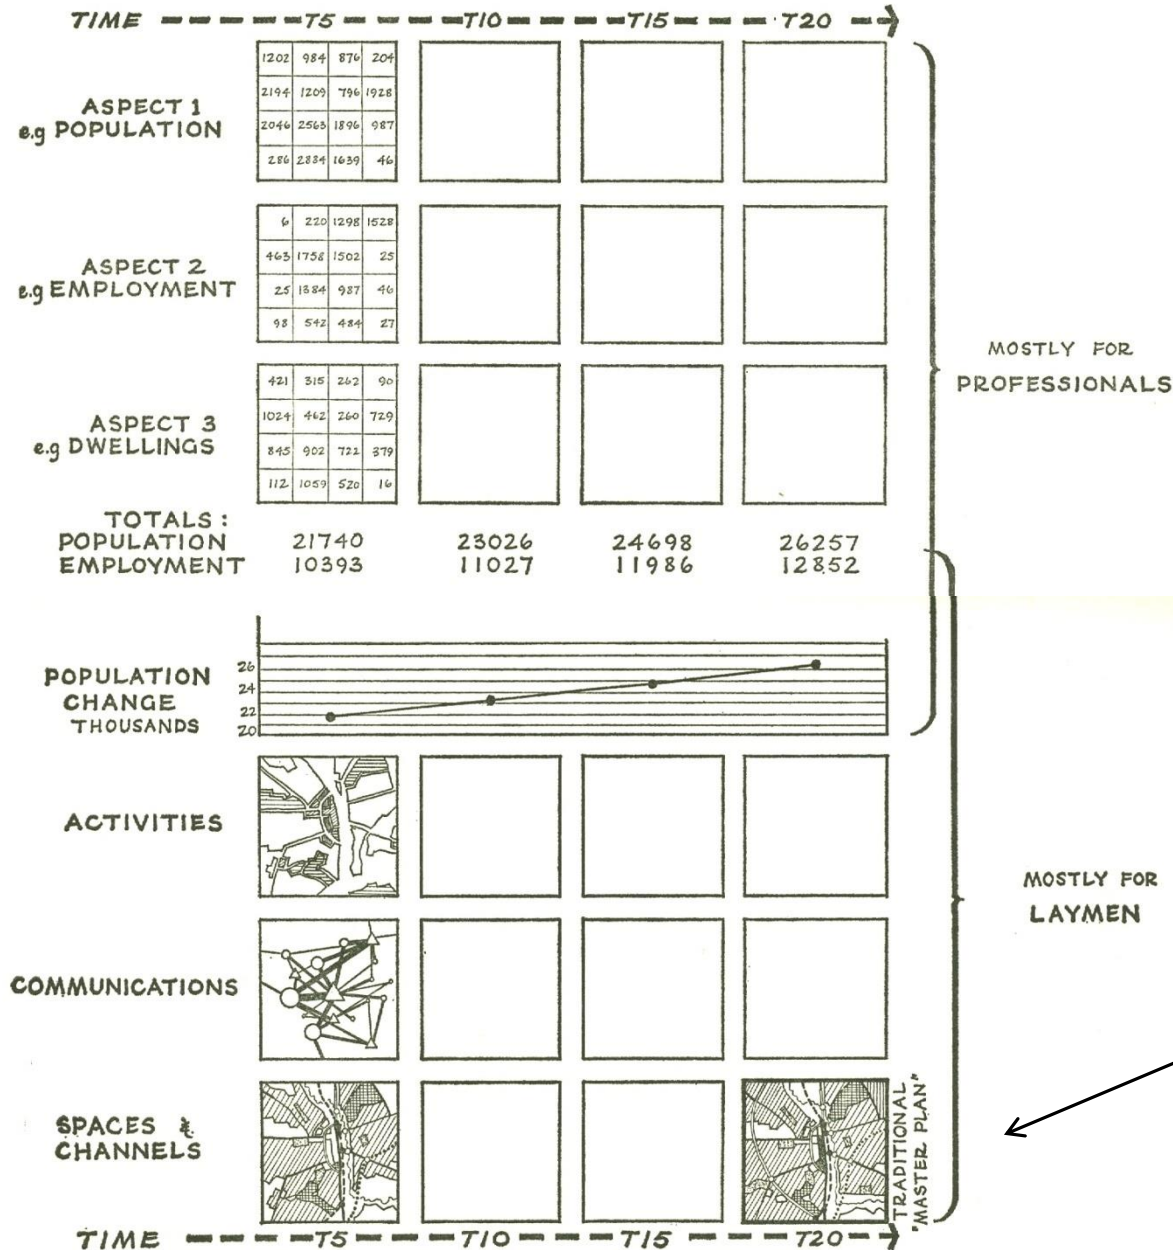 TIME T5 T10 T15 T20
ASPECT 1
e.g POPULATION
1202 984 876 204
2194 1209 796 1928
2046 2563 1896 987
286 2884 1639 46
ASPECT 2
e.g EMPLOYMENT
6 220 1298 1528
463 1758 1502 25
25 1384 987 46
98 542 484 27
ASPECT 3
e.g DWELLINGS
421 315 262 90
1024 462 260 729
845 902 722 379
112 1059 520 16
MOSTLY FOR
PROFESSIONALS
TOTALS :
POPULATION 21740 23026 24698 26257
EMPLOYMENT 10393 11027 11986 12852
POPULATION
CHANGE
THOUSANDS
26
24
22
20
ACTIVITIES
COMMUNICATIONS
MOSTLY FOR
LAYMEN
SPACES &
CHANNELS
TRADITIONAL
"MASTER PLAN"
TIME T5 T10 T15 T20